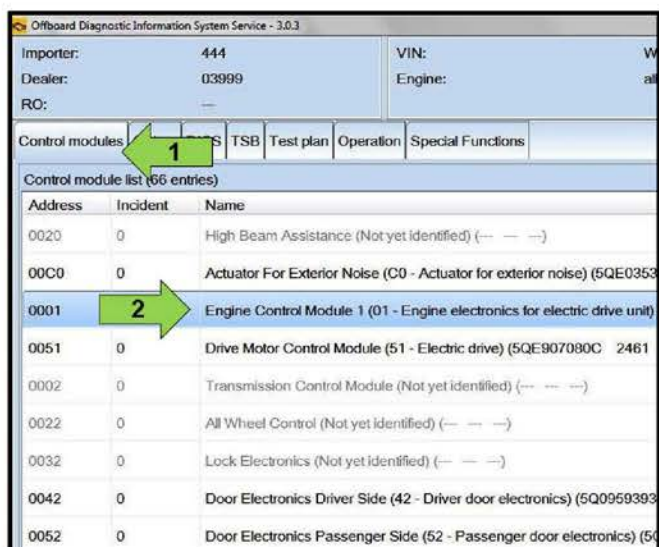 Offboard Diagnostic Information System Service - 3.0.3
Importer: 444 VIN: W
Dealer: 03999 Engine: all
RO: ---
Control modules 1 S TSB Test plan Operation Special Functions
Control module list (66 entries)
Address Incident Name
0020 0 High Beam Assistance (Not yet identified) (--- --- ---)
00C0 0 Actuator For Exterior Noise (C0 - Actuator for exterior noise) (5QE0353
0001 2 Engine Control Module 1 (01 - Engine electronics for electric drive unit)
0051 0 Drive Motor Control Module (51 - Electric drive) (5QE907080C 2461
0002 0 Transmission Control Module (Not yet identified) (--- --- ---)
0022 0 All Wheel Control (Not yet identified) (--- --- ---)
0032 0 Lock Electronics (Not yet identified) (--- --- ---)
0042 0 Door Electronics Driver Side (42 - Driver door electronics) (5Q0959393
0052 0 Door Electronics Passenger Side (52 - Passenger door electronics) (5Q